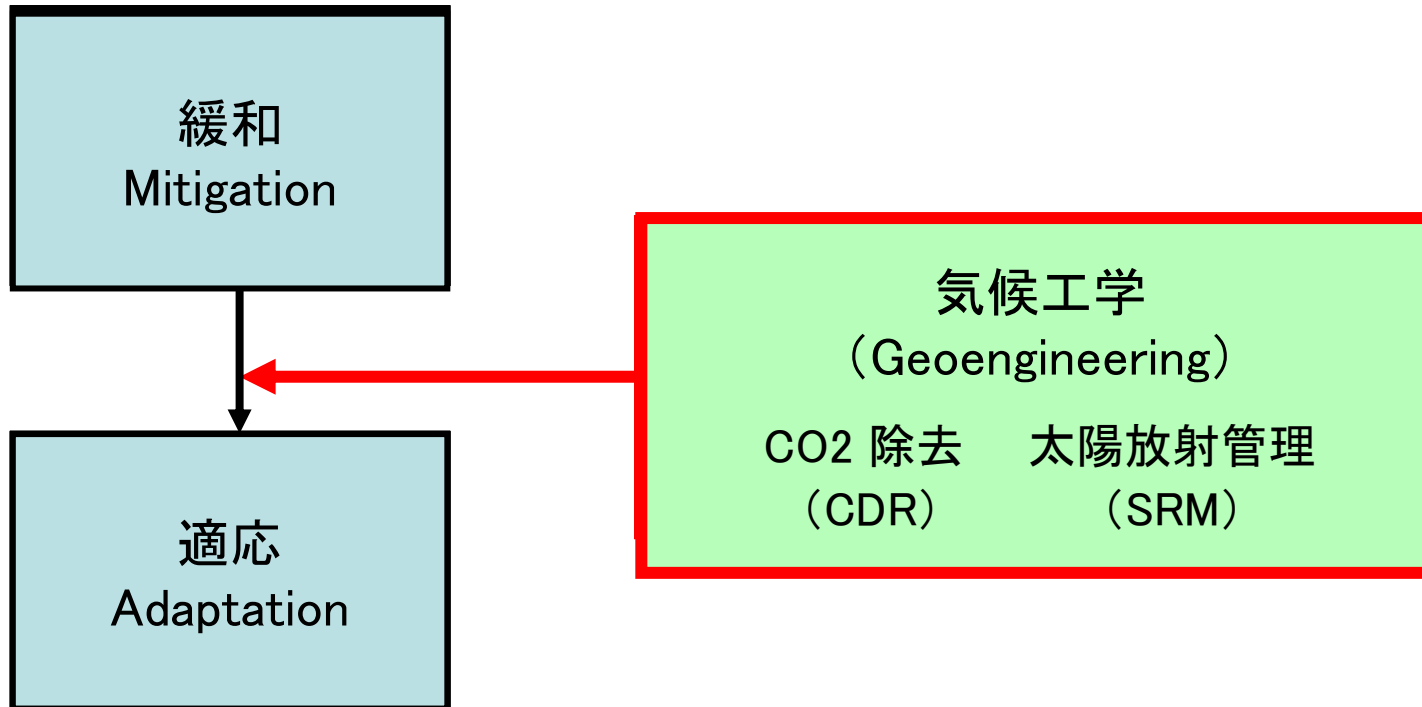 緩和
Mitigation
気候工学
（Geoengineering）
CO2 除去 太陽放射管理
（CDR） （SRM）
適応
Adaptation